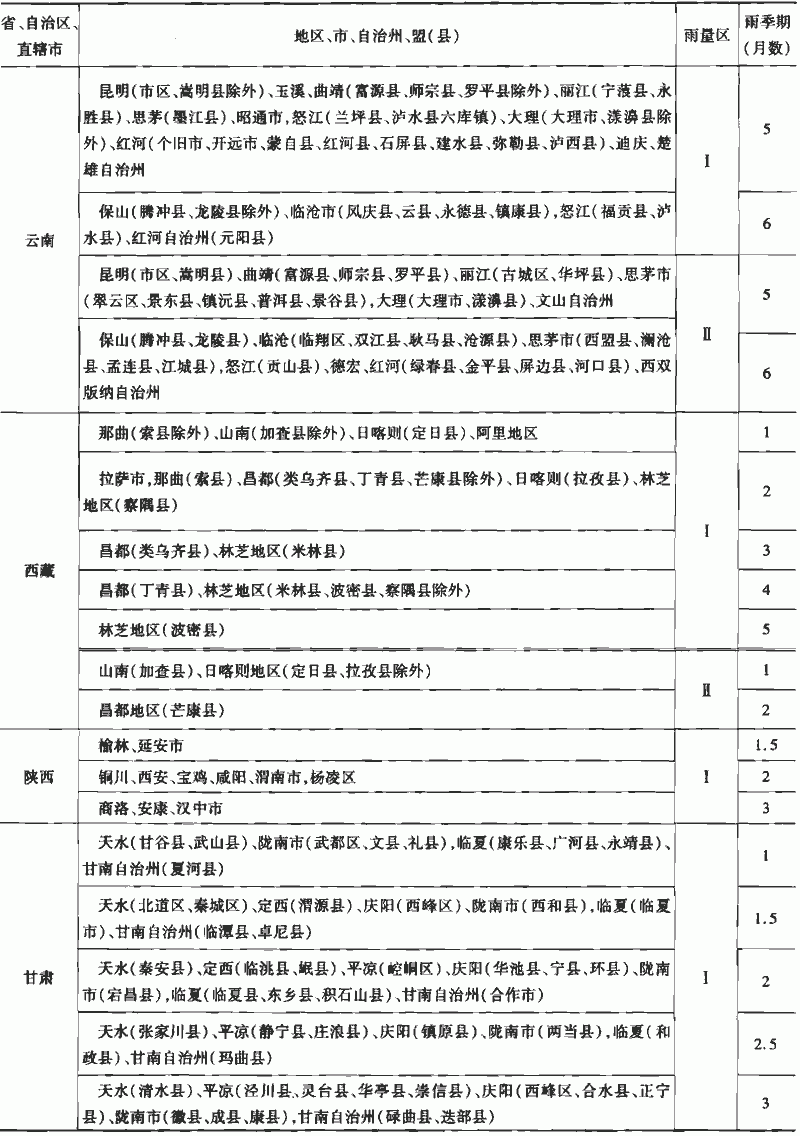 省、自治区、
直辖市
地区、市、自治州、盟(县)
雨量区
雨季期
(月数)
云南
昆明(市区、嵩明县除外)、玉溪、曲靖(富源县、师宗县、罗平县除外)、丽江(宁蒗县、永
胜县)、思茅(墨江县)、昭通市,怒江(兰坪县、泸水县六库镇)、大理(大理市、漾濞县除
外)、红河(个旧市、开远市、蒙自县、红河县、石屏县、建水县、弥勒县、泸西县)、迪庆、楚
雄自治州
Ⅰ
5
保山(腾冲县、龙陵县除外)、临沧市(凤庆县、云县、永德县、镇康县),怒江(福贡县、泸
水县)、红河自治州(元阳县)
6
昆明(市区、嵩明县)、曲靖(富源县、师宗县、罗平县)、丽江(古城区、华坪县)、思茅市
(翠云区、景东县、镇沅县、普洱县、景谷县),大理(大理市、漾濞县)、文山自治州
Ⅱ
5
保山(腾冲县、龙陵县)、临沧(临翔区、双江县、耿马县、沧源县)、思茅市(西盟县、澜沧
县、孟连县、江城县),怒江(贡山县)、德宏、红河(绿春县、金平县、屏边县、河口县)、西双
版纳自治州
6
西藏
那曲(索县除外)、山南(加查县除外)、日喀则(定日县)、阿里地区
Ⅰ
1
拉萨市,那曲(索县)、昌都(类乌齐县、丁青县、芒康县除外)、日喀则(拉孜县)、林芝
地区(察隅县)
2
昌都(类乌齐县)、林芝地区(米林县)
3
昌都(丁青县)、林芝地区(米林县、波密县、察隅县除外)
4
林芝地区(波密县)
5
山南(加查县)、日喀则地区(定日县、拉孜县除外)
Ⅱ
1
昌都地区(芒康县)
2
陕西
榆林、延安市
Ⅰ
1.5
铜川、西安、宝鸡、咸阳、渭南市,杨凌区
2
商洛、安康、汉中市
3
甘肃
天水(甘谷县、武山县)、陇南市(武都区、文县、礼县),临夏(康乐县、广河县、永靖县)、
甘南自治州(夏河县)
Ⅰ
1
天水(北道区、秦城区)、定西(渭源县)、庆阳(西峰区)、陇南市(西和县),临夏(临夏
市)、甘南自治州(临潭县、卓尼县)
1.5
天水(秦安县)、定西(临洮县、岷县)、平凉(崆峒区)、庆阳(华池县、宁县、环县)、陇南
市(宕昌县),临夏(临夏县、东乡县、积石山县)、甘南自治州(合作市)
2
天水(张家川县)、平凉(静宁县、庄浪县)、庆阳(镇原县)、陇南市(两当县),临夏(和
政县)、甘南自治州(玛曲县)
2.5
天水(清水县)、平凉(泾川县、灵台县、华亭县、崇信县)、庆阳(西峰区、合水县、正宁
县)、陇南市(徽县、成县、康县),甘南自治州(碌曲县、迭部县)
3